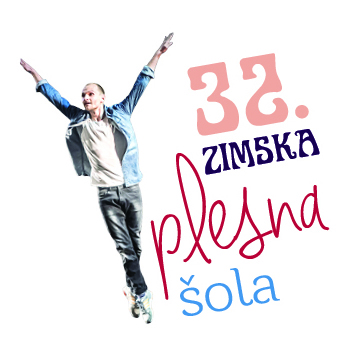 32.
ZIMSKA
plesna
šola